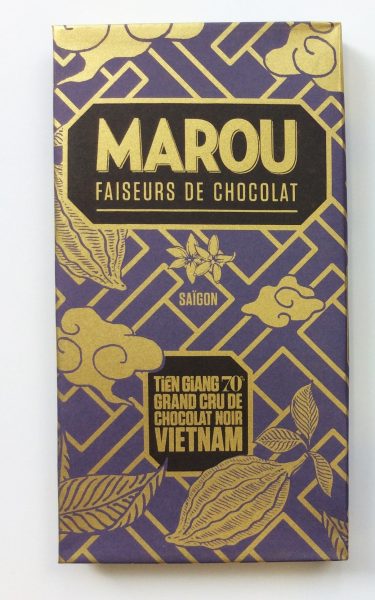 MAROU
FAISEURS DE CHOCOLAT
SAÏGON
TIỀN GIANG 70%
GRAND CRU DE
CHOCOLAT NOIR
VIETNAM